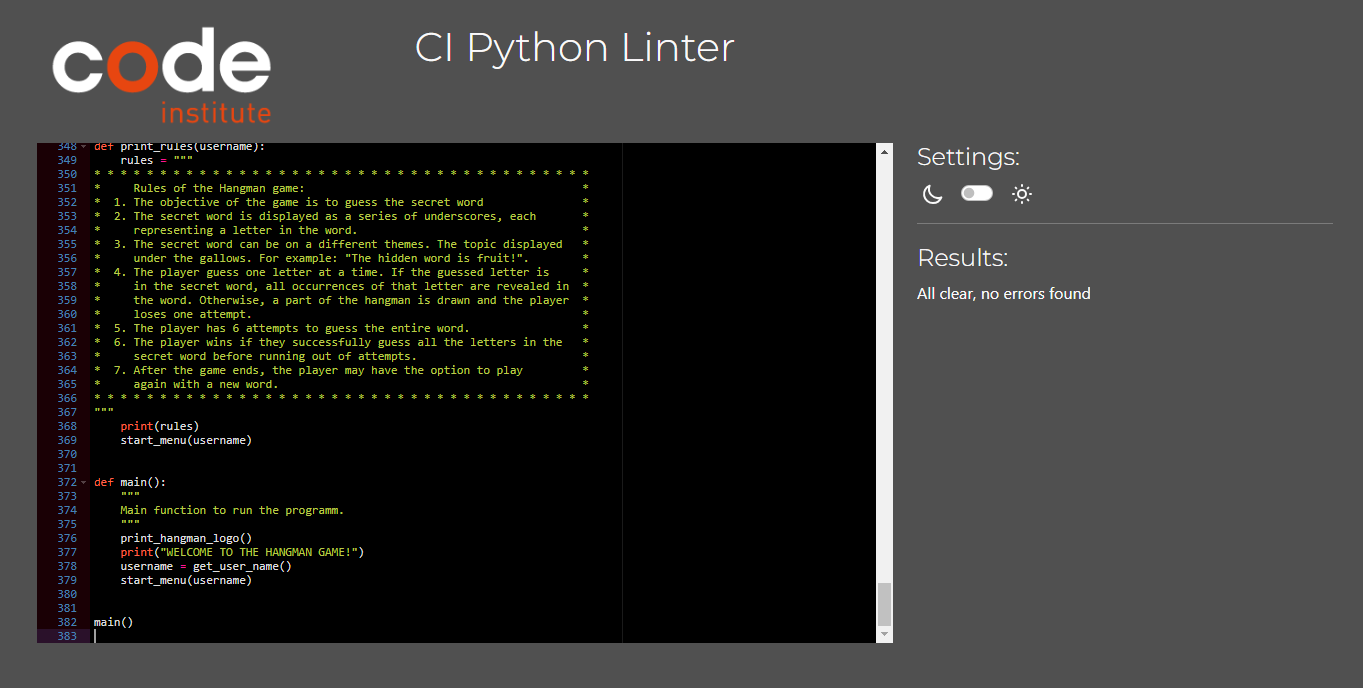 code
institute
CI Python Linter
348 def print_rules(username):
349     rules = """
350 * * * * * * * * * * * * * * * * * * * * * * * * * * * * * * * * * * * * * *
351 *     Rules of the Hangman game:                                          *
352 *  1. The objective of the game is to guess the secret word               *
353 *  2. The secret word is displayed as a series of underscores, each       *
354 *     representing a letter in the word.                                  *
355 *  3. The secret word can be on a different themes. The topic displayed   *
356 *     under the gallows. For example: "The hidden word is fruit!".        *
357 *  4. The player guess one letter at a time. If the guessed letter is     *
358 *     in the secret word, all occurrences of that letter are revealed in  *
359 *     the word. Otherwise, a part of the hangman is drawn and the player  *
360 *     loses one attempt.                                                  *
361 *  5. The player has 6 attempts to guess the entire word.                 *
362 *  6. The player wins if they successfully guess all the letters in the   *
363 *     secret word before running out of attempts.                         *
364 *  7. After the game ends, the player may have the option to play         *
365 *     again with a new word.                                              *
366 * * * * * * * * * * * * * * * * * * * * * * * * * * * * * * * * * * * * * *
367 """
368     print(rules)
369     start_menu(username)
370
371
372 def main():
373     """
374     Main function to run the programm.
375     """
376     print_hangman_logo()
377     print("WELCOME TO THE HANGMAN GAME!")
378     username = get_user_name()
379     start_menu(username)
380
381
382 main()
383
Settings:
Results:
All clear, no errors found